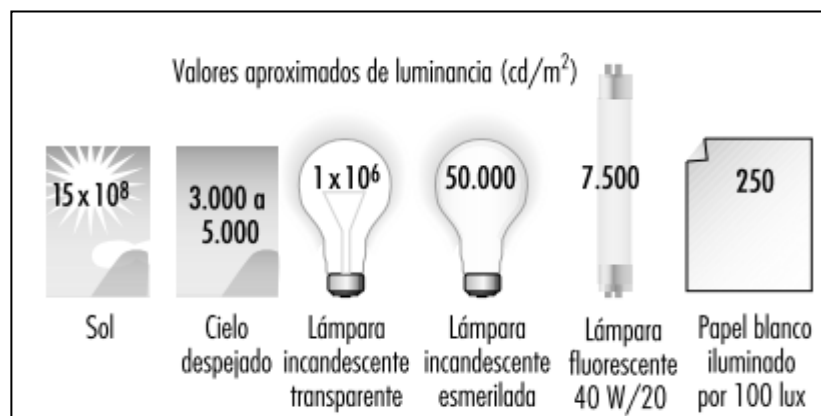 Valores aproximados de luminancia (cd/m²)
15 x 10⁸
3.000 a
5.000
1 x 10⁶
50.000
7.500
250
Sol
Cielo
despejado
Lámpara
incandescente
transparente
Lámpara
incandescente
esmerilada
Lámpara
fluorescente
40 W/20
Papel blanco
iluminado
por 100 lux